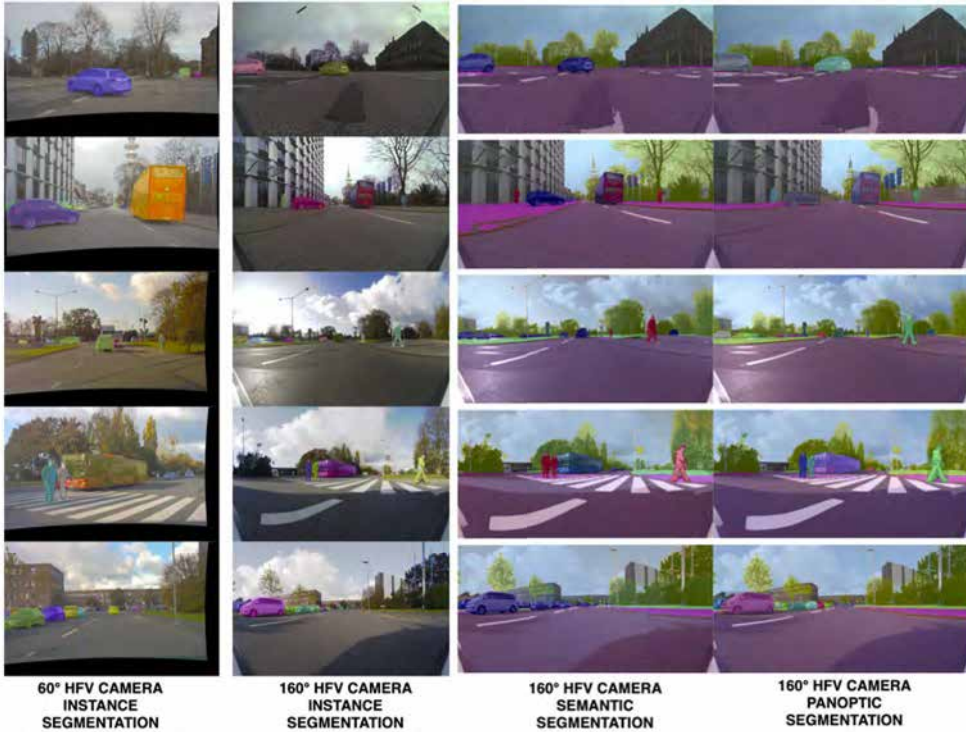 60° HFV CAMERA
INSTANCE
SEGMENTATION
160° HFV CAMERA
INSTANCE
SEGMENTATION
160° HFV CAMERA
SEMANTIC
SEGMENTATION
160° HFV CAMERA
PANOPTIC
SEGMENTATION